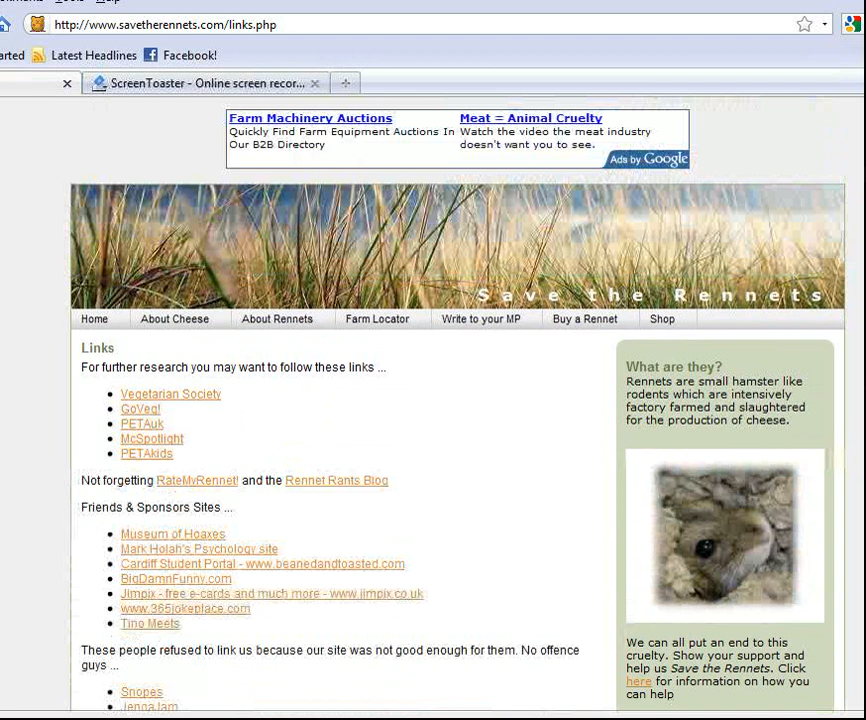 http://www.savetherennets.com/links.php
Latest Headlines
Facebook!
ScreenToaster - Online screen recor...
Farm Machinery Auctions
Quickly Find Farm Equipment Auctions In
Our B2B Directory
Meat = Animal Cruelty
Watch the video the meat industry
doesn't want you to see.
Ads by Google
Save the Rennets
Home
About Cheese
About Rennets
Farm Locator
Write to your MP
Buy a Rennet
Shop
Links
For further research you may want to follow these links ...
Vegetarian Society
GoVeg!
PETAuk
McSpotlight
PETAkids
Not forgetting RateMyRennet! and the Rennet Rants Blog
Friends & Sponsors Sites ...
Museum of Hoaxes
Mark Holah's Psychology site
Cardiff Student Portal - www.beanedandtoasted.com
BigDamnFunny.com
Jimpix - free e-cards and much more - www.jimpix.co.uk
www.365jokeplace.com
Tino Meets
These people refused to link us because our site was not good enough for them. No offence
guys ...
Snopes
What are they?
Rennets are small hamster like
rodents which are intensively
factory farmed and slaughtered
for the production of cheese.
We can all put an end to this
cruelty. Show your support and
help us Save the Rennets. Click
here for information on how you
can help